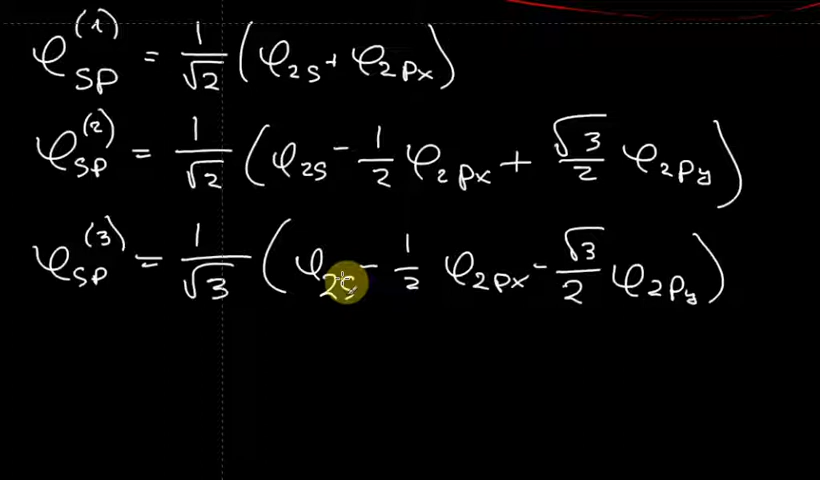 φ_SP^(1) = 1/√2 (φ_2s + φ_2Px)
φ_SP^(2) = 1/√2 (φ_2s - 1/2 φ_2Px + √3/2 φ_2Py)
φ_SP^(3) = 1/√3 (φ_2s - 1/2 φ_2Px - √3/2 φ_2Py)